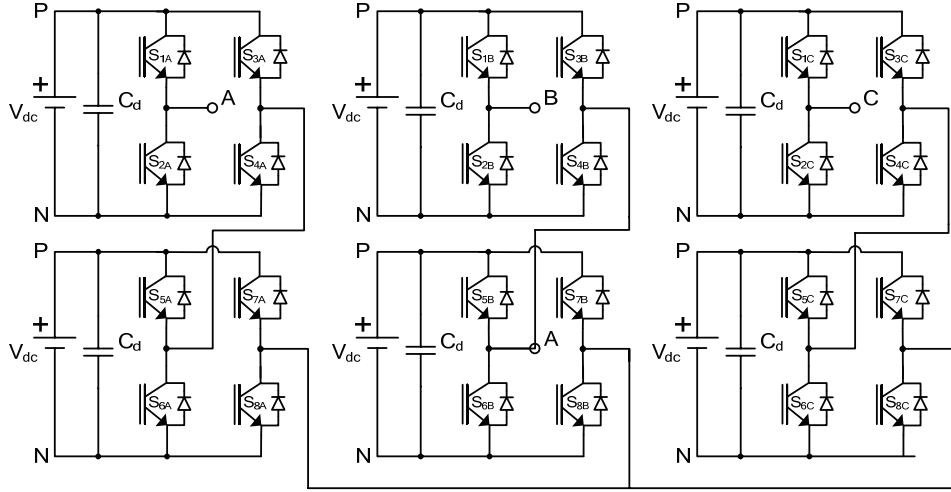 P P P
S1A S3A S1B S3B S1C S3C
+ + +
Vdc Cd A Vdc Cd B Vdc Cd C
S2A S4A S2B S4B S2C S4C
N N N
P P P
S5A S7A S5B S7B S5C S7C
+ + +
Vdc Cd Vdc Cd A Vdc Cd
S6A S8A S6B S8B S6C S8C
N N N